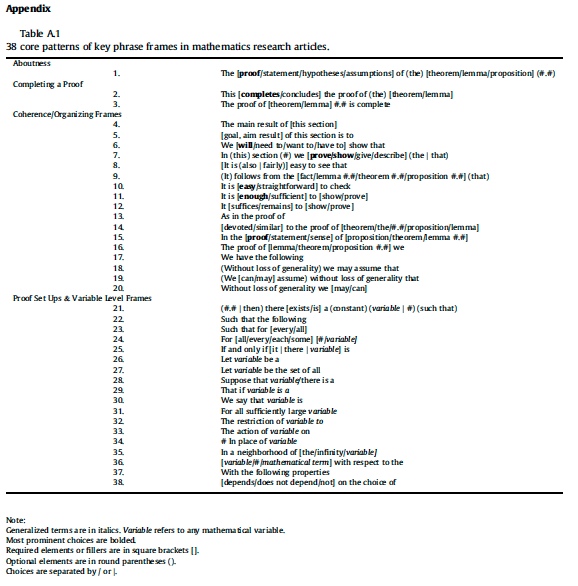 Appendix
Table A.1
38 core patterns of key phrase frames in mathematics research articles.
Aboutness
1. The [proof/statement/hypotheses/assumptions] of (the) [theorem/lemma/proposition] (#.#)
Completing a Proof
2. This [completes/concludes] the proof of (the) [theorem/lemma]
3. The proof of [theorem/lemma] #.# is complete
Coherence/Organizing Frames
4. The main result of [this section]
5. [goal, aim result] of this section is to
6. We [will/need to/want to/have to] show that
7. In (this) section (#) we [prove/show/give/describe] (the | that)
8. [It is (also | fairly)] easy to see that
9. (It) follows from the [fact/lemma #.#/theorem #.#/proposition #.#] (that)
10. It is [easy/straightforward] to check
11. It is [enough/sufficient] to [show/prove]
12. It [suffices/remains] to [show/prove]
13. As in the proof of
14. [devoted/similar] to the proof of [theorem/the/#.#/proposition/lemma]
15. In the [proof/statement/sense] of [proposition/theorem/lemma #.#]
16. The proof of [lemma/theorem/proposition #.#] we
17. We have the following
18. (Without loss of generality) we may assume that
19. (We [can/may] assume) without loss of generality that
20. Without loss of generality we [may/can]
Proof Set Ups & Variable Level Frames
21. (#.# | then) there [exists/is] a (constant) (variable | #) (such that)
22. Such that the following
23. Such that for [every/all]
24. For [all/every/each/some] [#/variable]
25. If and only if [it | there | variable] is
26. Let variable be a
27. Let variable be the set of all
28. Suppose that variable/there is a
29. That if variable is a
30. We say that variable is
31. For all sufficiently large variable
32. The restriction of variable to
33. The action of variable on
34. # In place of variable
35. In a neighborhood of [the/infinity/variable]
36. [variable/#/mathematical term] with respect to the
37. With the following properties
38. [depends/does not depend/not] on the choice of
Note:
Generalized terms are in italics. Variable refers to any mathematical variable.
Most prominent choices are bolded.
Required elements or fillers are in square brackets [].
Optional elements are in round parentheses ().
Choices are separated by / or |.